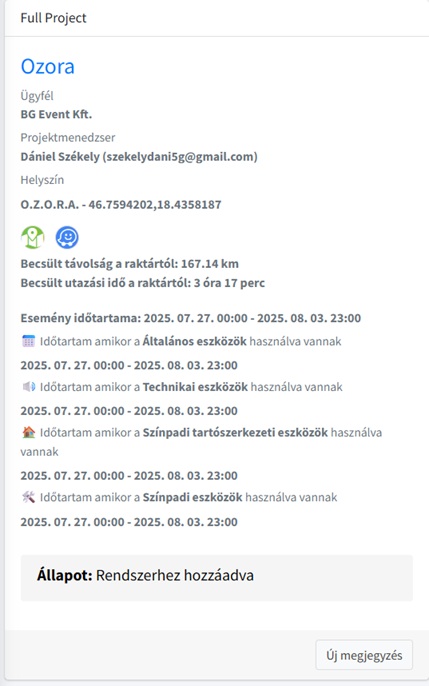 Full Project
Ozora
Ügyfél
BG Event Kft.
Projektmenedzser
Dániel Székely (szekelydani5g@gmail.com)
Helyszín
O.Z.O.R.A. - 46.7594202,18.4358187
Becsült távolság a raktártól: 167.14 km
Becsült utazási idő a raktártól: 3 óra 17 perc
Esemény időtartama: 2025. 07. 27. 00:00 - 2025. 08. 03. 23:00
Időtartam amikor a Általános eszközök használva vannak
2025. 07. 27. 00:00 - 2025. 08. 03. 23:00
Időtartam amikor a Technikai eszközök használva vannak
2025. 07. 27. 00:00 - 2025. 08. 03. 23:00
Időtartam amikor a Színpadi tartószerkezeti eszközök használva
vannak
2025. 07. 27. 00:00 - 2025. 08. 03. 23:00
Időtartam amikor a Színpadi eszközök használva vannak
2025. 07. 27. 00:00 - 2025. 08. 03. 23:00
Állapot: Rendszerhez hozzáadva
Új megjegyzés